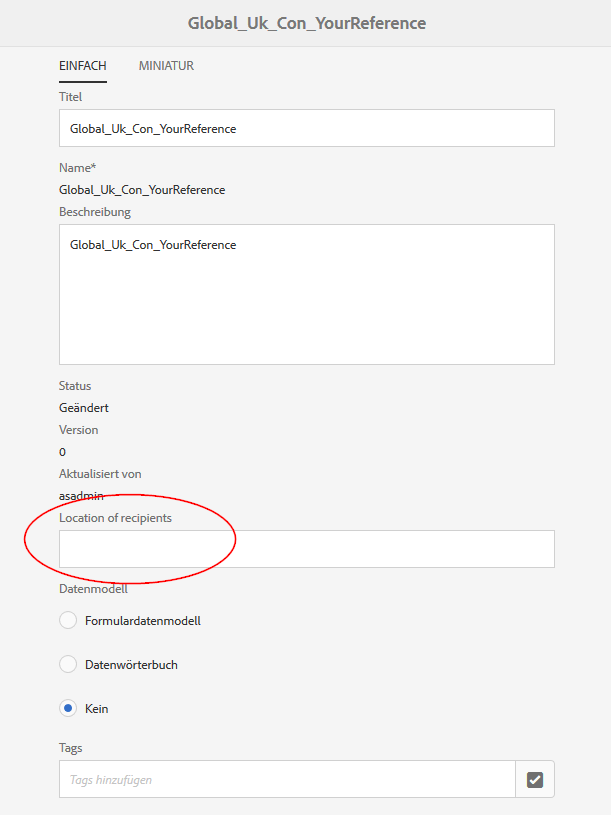 Global_Uk_Con_YourReference
EINFACH MINIATUR
Titel
Global_Uk_Con_YourReference
Name*
Global_Uk_Con_YourReference
Beschreibung
Global_Uk_Con_YourReference
Status
Geändert
Version
0
Aktualisiert von
asadmin
Location of recipients
Datenmodell
Formulardatenmodell
Datenwörterbuch
Kein
Tags
Tags hinzufügen